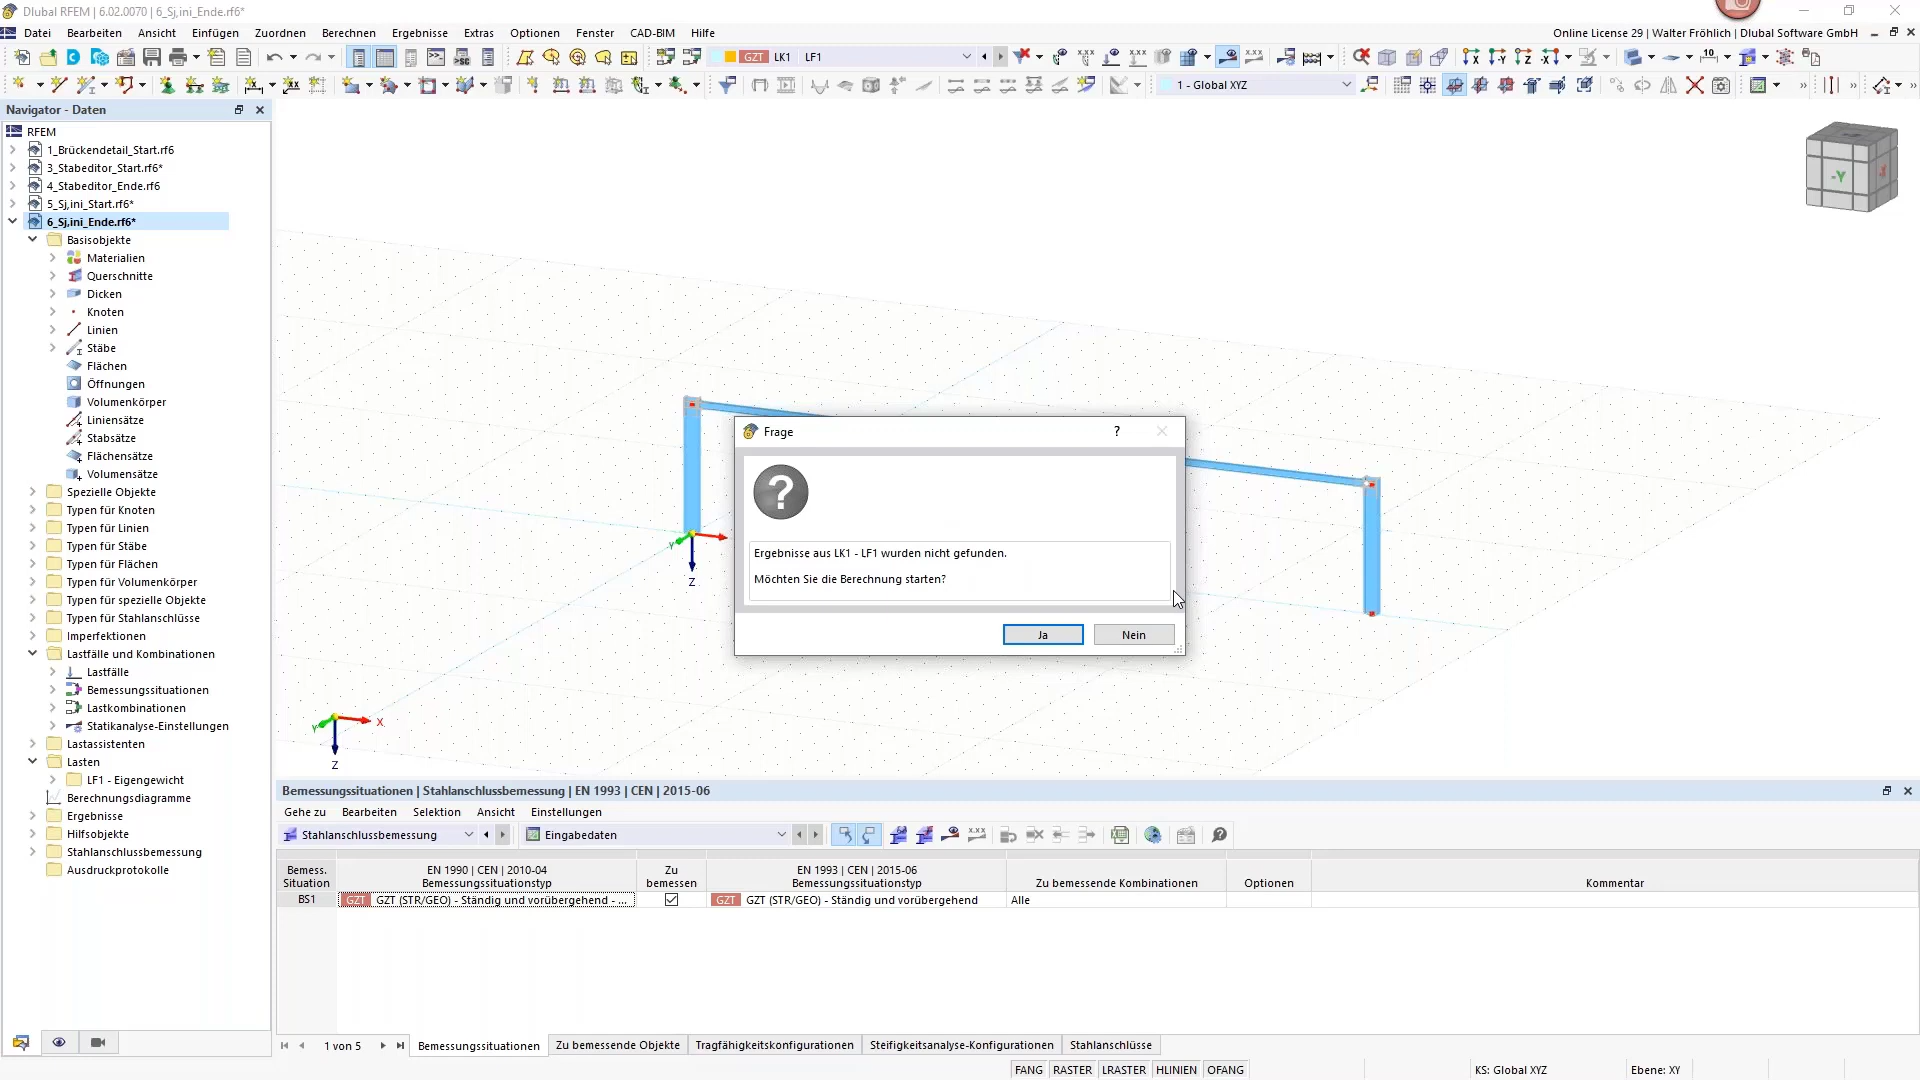 Dlubal RFEM | 6.02.0070 | 6_Sj,ini_Ende.rf6*
Datei Bearbeiten Ansicht Einfügen Zuordnen Berechnen Ergebnisse Extras Optionen Fenster CAD-BIM Hilfe
Online License 29 | Walter Fröhlich | Dlubal Software GmbH
GZT LK1 LF1
1 - Global XYZ
Navigator - Daten
RFEM
1_Brückendetail_Start.rf6
3_Stabeditor_Start.rf6*
4_Stabeditor_Ende.rf6
5_Sj,ini_Start.rf6*
6_Sj,ini_Ende.rf6*
Basisobjekte
Materialien
Querschnitte
Dicken
Knoten
Linien
Stäbe
Flächen
Öffnungen
Volumenkörper
Liniensätze
Stabsätze
Flächensätze
Volumensätze
Spezielle Objekte
Typen für Knoten
Typen für Linien
Typen für Stäbe
Typen für Flächen
Typen für Volumenkörper
Typen für spezielle Objekte
Typen für Stahlanschlüsse
Imperfektionen
Lastfälle und Kombinationen
Lastfälle
Bemessungssituationen
Lastkombinationen
Statikanalyse-Einstellungen
Lastassistenten
Lasten
LF1 - Eigengewicht
Berechnungsdiagramme
Ergebnisse
Hilfsobjekte
Stahlanschlussbemessung
Ausdruckprotokolle
-Y
Y
Z
Y X
Z
Frage ?
?
Ergebnisse aus LK1 - LF1 wurden nicht gefunden.
Möchten Sie die Berechnung starten?
Ja Nein
Bemessungssituationen | Stahlanschlussbemessung | EN 1993 | CEN | 2015-06
Gehe zu Bearbeiten Selektion Ansicht Einstellungen
Stahlanschlussbemessung Eingabedaten
Bemess. EN 1990 | CEN | 2010-04 Zu EN 1993 | CEN | 2015-06
Situation Bemessungssituationstyp bemessen Bemessungssituationstyp Zu bemessende Kombinationen Optionen Kommentar
BS1 GZT GZT (STR/GEO) - Ständig und vorübergehend - ... GZT GZT (STR/GEO) - Ständig und vorübergehend Alle
1 von 5 Bemessungssituationen Zu bemessende Objekte Tragfähigkeitskonfigurationen Steifigkeitsanalyse-Konfigurationen Stahlanschlüsse
FANG RASTER LRASTER HLINIEN OFANG KS: Global XYZ Ebene: XY